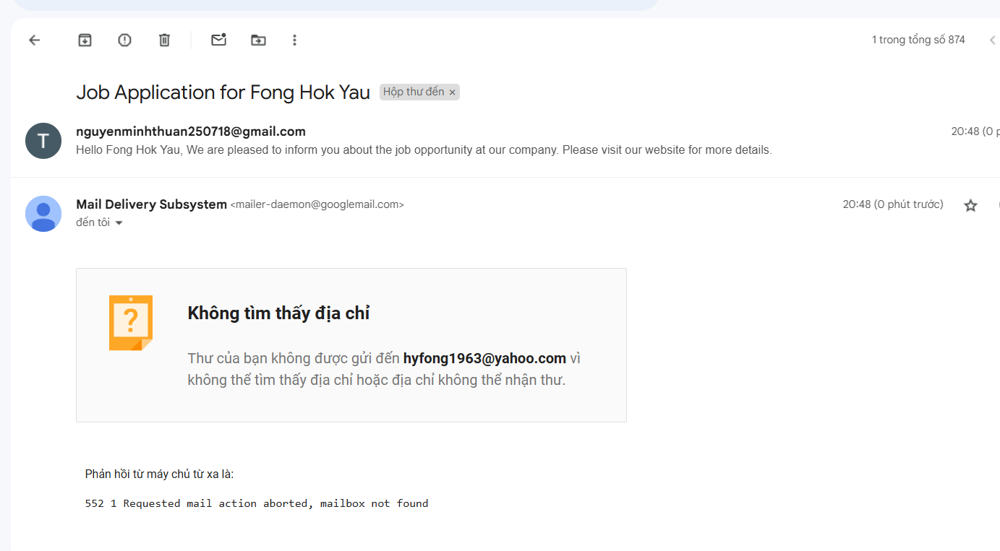 1 trong tổng số 874
Job Application for Fong Hok Yau Hộp thư đến ×
T
nguyenminhthuan250718@gmail.com 20:48 (0 p
Hello Fong Hok Yau, We are pleased to inform you about the job opportunity at our company. Please visit our website for more details.
Mail Delivery Subsystem <mailer-daemon@googlemail.com> 20:48 (0 phút trước)
đến tôi
?
Không tìm thấy địa chỉ
Thư của bạn không được gửi đến hyfong1963@yahoo.com vì
không thể tìm thấy địa chỉ hoặc địa chỉ không thể nhận thư.
Phản hồi từ máy chủ từ xa là:
552 1 Requested mail action aborted, mailbox not found